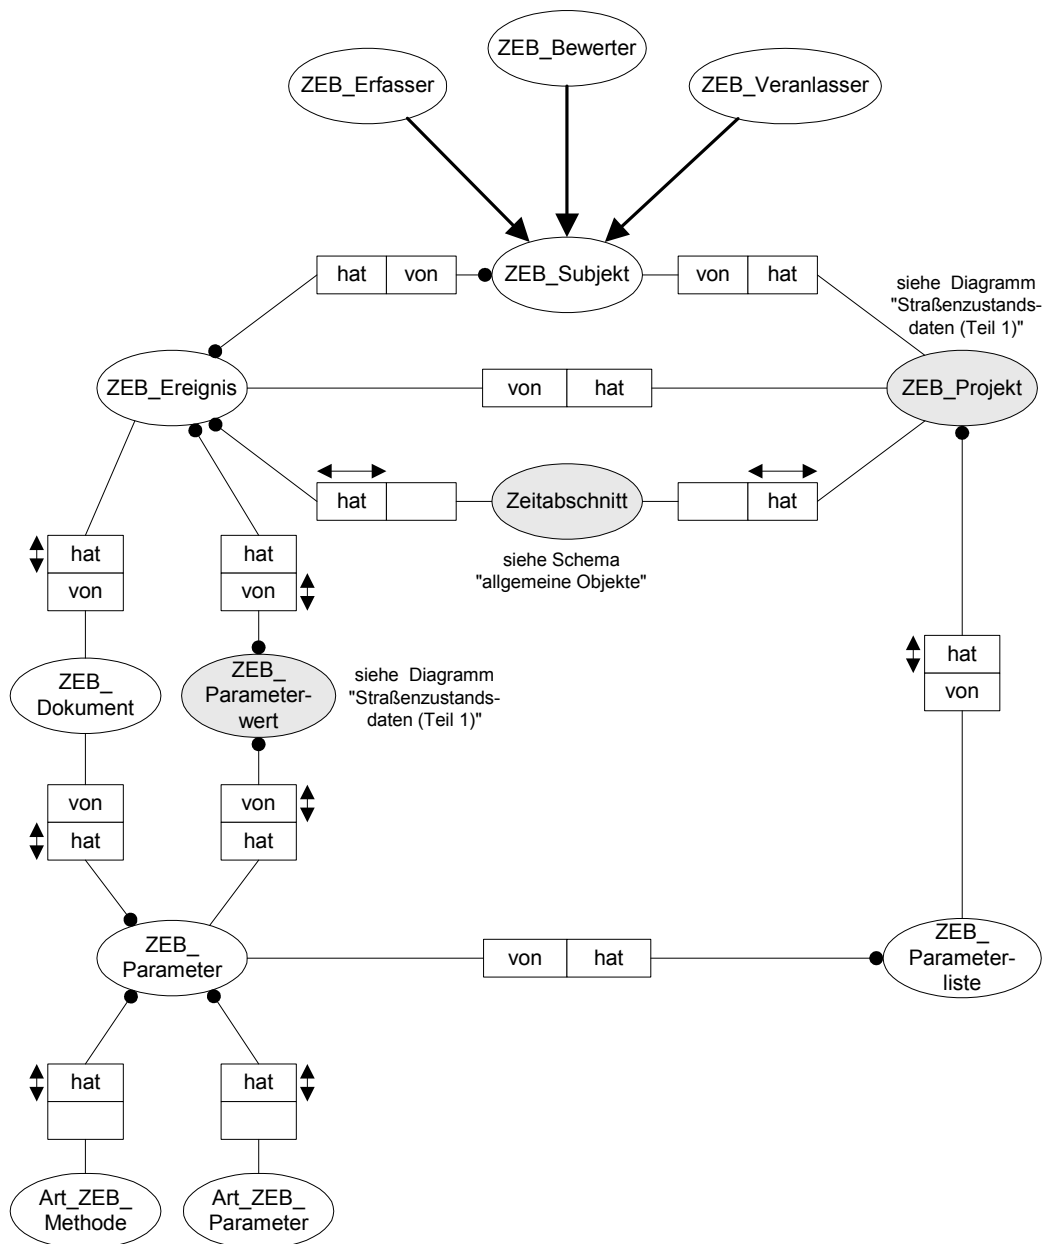 ZEB_Bewerter
ZEB_Erfasser
ZEB_Veranlasser
hat
von
ZEB_Subjekt
von
hat
siehe Diagramm
"Straßenzustands-
daten (Teil 1)"
ZEB_Ereignis
von
hat
ZEB_Projekt
hat
Zeitabschnitt
hat
siehe Schema
"allgemeine Objekte"
hat
von
hat
von
hat
von
ZEB_
Dokument
ZEB_
Parameter-
wert
siehe Diagramm
"Straßenzustands-
daten (Teil 1)"
von
hat
von
hat
ZEB_
Parameter
von
hat
ZEB_
Parameter-
liste
hat
hat
Art_ZEB_
Methode
Art_ZEB_
Parameter